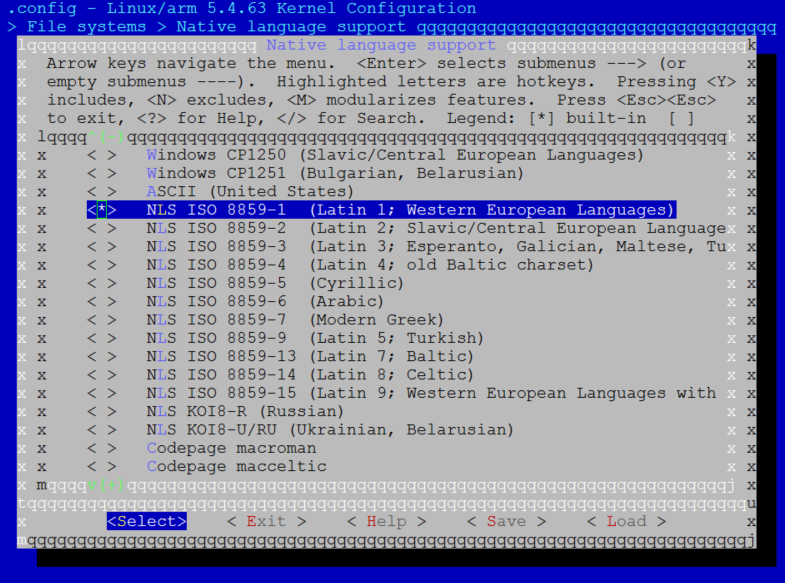 .config - Linux/arm 5.4.63 Kernel Configuration
> File systems > Native language support qqqqqqqqqqqqqqqqqqqqqqqqqqqqqqqqqqqq
lqqqqqqqqqqqqqqqqqqqqqqq Native language support qqqqqqqqqqqqqqqqqqqqqqqqk
x  Arrow keys navigate the menu.  <Enter> selects submenus ---> (or       x
x  empty submenus ----).  Highlighted letters are hotkeys.  Pressing <Y>  x
x  includes, <N> excludes, <M> modularizes features.  Press <Esc><Esc>    x
x  to exit, <?> for Help, </> for Search.  Legend: [*] built-in  [ ]      x
x lqqqq^(+)qqqqqqqqqqqqqqqqqqqqqqqqqqqqqqqqqqqqqqqqqqqqqqqqqqqqqqqqqqqqk x
x x    < >   Windows CP1250 (Slavic/Central European Languages)        x x
x x    < >   Windows CP1251 (Bulgarian, Belarusian)                    x x
x x    < >   ASCII (United States)                                     x x
x x    <*>   NLS ISO 8859-1  (Latin 1; Western European Languages)     x x
x x    < >   NLS ISO 8859-2  (Latin 2; Slavic/Central European Languagex x
x x    < >   NLS ISO 8859-3  (Latin 3; Esperanto, Galician, Maltese, Tux x
x x    < >   NLS ISO 8859-4  (Latin 4; old Baltic charset)             x x
x x    < >   NLS ISO 8859-5  (Cyrillic)                                x x
x x    < >   NLS ISO 8859-6  (Arabic)                                  x x
x x    < >   NLS ISO 8859-7  (Modern Greek)                            x x
x x    < >   NLS ISO 8859-9  (Latin 5; Turkish)                        x x
x x    < >   NLS ISO 8859-13 (Latin 7; Baltic)                         x x
x x    < >   NLS ISO 8859-14 (Latin 8; Celtic)                         x x
x x    < >   NLS ISO 8859-15 (Latin 9; Western European Languages with x x
x x    < >   NLS KOI8-R (Russian)                                      x x
x x    < >   NLS KOI8-U/RU (Ukrainian, Belarusian)                     x x
x x    < >   Codepage macroman                                         x x
x x    < >   Codepage macceltic                                        x x
x mqqqqv(+)qqqqqqqqqqqqqqqqqqqqqqqqqqqqqqqqqqqqqqqqqqqqqqqqqqqqqqqqqqqqj x
tqqqqqqqqqqqqqqqqqqqqqqqqqqqqqqqqqqqqqqqqqqqqqqqqqqqqqqqqqqqqqqqqqqqqqqqqu
x        <Select>    < Exit >    < Help >    < Save >    < Load >        x
mqqqqqqqqqqqqqqqqqqqqqqqqqqqqqqqqqqqqqqqqqqqqqqqqqqqqqqqqqqqqqqqqqqqqqqqqj